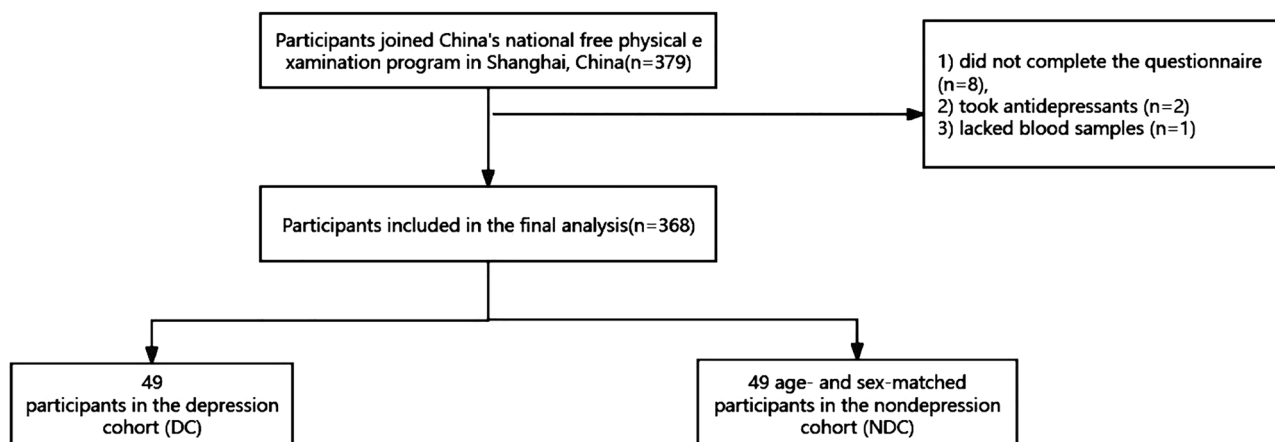 Participants joined China's national free physical e
xamination program in Shanghai, China(n=379)
1) did not complete the questionnaire
(n=8),
2) took antidepressants (n=2)
3) lacked blood samples (n=1)
Participants included in the final analysis(n=368)
49
participants in the depression
cohort (DC)
49 age- and sex-matched
participants in the nondepression
cohort (NDC)